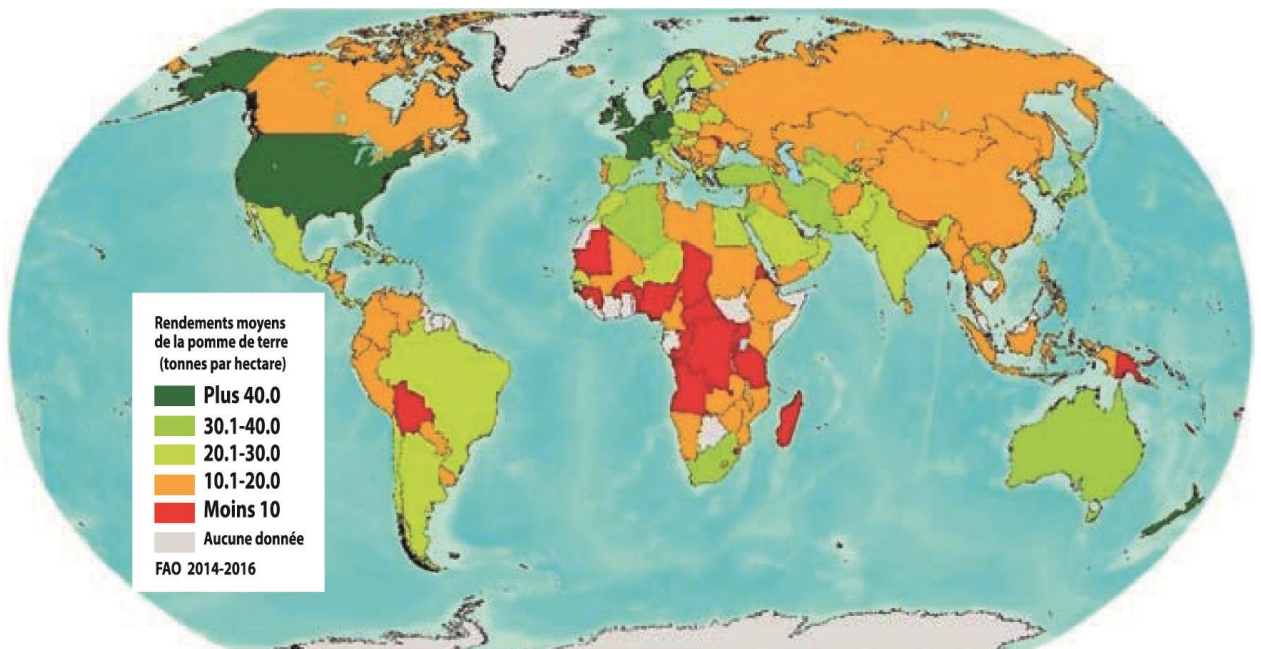 Rendements moyens
de la pomme de terre
(tonnes par hectare)
Plus 40.0
30.1-40.0
20.1-30.0
10.1-20.0
Moins 10
Aucune donnée
FAO 2014-2016